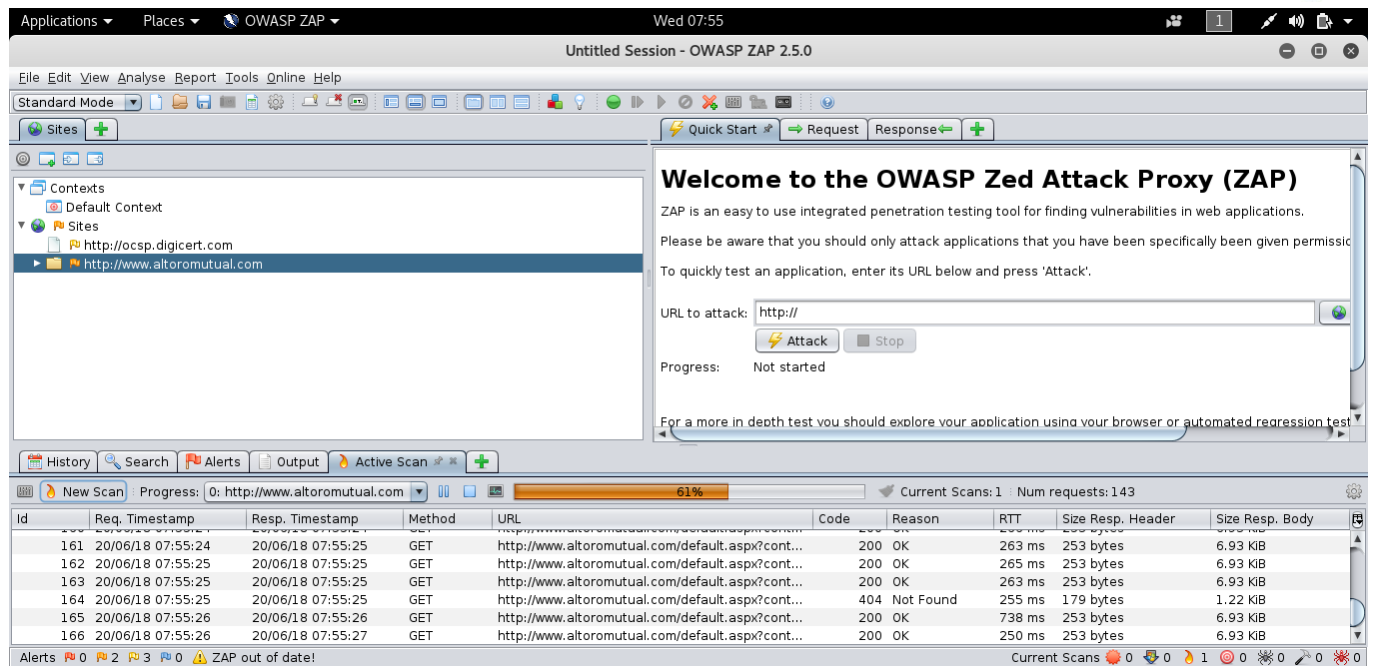 Applications Places OWASP ZAP Wed 07:55 1
Untitled Session - OWASP ZAP 2.5.0
File Edit View Analyse Report Tools Online Help
Standard Mode
Sites
Quick Start Request Response
Contexts
Default Context
Sites
http://ocsp.digicert.com
http://www.altoromutual.com
Welcome to the OWASP Zed Attack Proxy (ZAP)
ZAP is an easy to use integrated penetration testing tool for finding vulnerabilities in web applications.
Please be aware that you should only attack applications that you have been specifically been given permissic
To quickly test an application, enter its URL below and press 'Attack'.
URL to attack: http://
Attack Stop
Progress: Not started
For a more in depth test you should explore your application using your browser or automated regression test
History Search Alerts Output Active Scan
New Scan Progress: 0: http://www.altoromutual.com 61% Current Scans: 1 Num requests: 143
Id Req. Timestamp Resp. Timestamp Method URL Code Reason RTT Size Resp. Header Size Resp. Body
161 20/06/18 07:55:24 20/06/18 07:55:25 GET http://www.altoromutual.com/default.aspx?cont... 200 OK 263 ms 253 bytes 6.93 KiB
162 20/06/18 07:55:25 20/06/18 07:55:25 GET http://www.altoromutual.com/default.aspx?cont... 200 OK 265 ms 253 bytes 6.93 KiB
163 20/06/18 07:55:25 20/06/18 07:55:25 GET http://www.altoromutual.com/default.aspx?cont... 200 OK 263 ms 253 bytes 6.93 KiB
164 20/06/18 07:55:25 20/06/18 07:55:25 GET http://www.altoromutual.com/default.aspx?cont... 404 Not Found 255 ms 179 bytes 1.22 KiB
165 20/06/18 07:55:26 20/06/18 07:55:26 GET http://www.altoromutual.com/default.aspx?cont... 200 OK 738 ms 253 bytes 6.93 KiB
166 20/06/18 07:55:26 20/06/18 07:55:27 GET http://www.altoromutual.com/default.aspx?cont... 200 OK 250 ms 253 bytes 6.93 KiB
Alerts 0 2 3 0 ZAP out of date! Current Scans 0 0 1 0 0 0 0